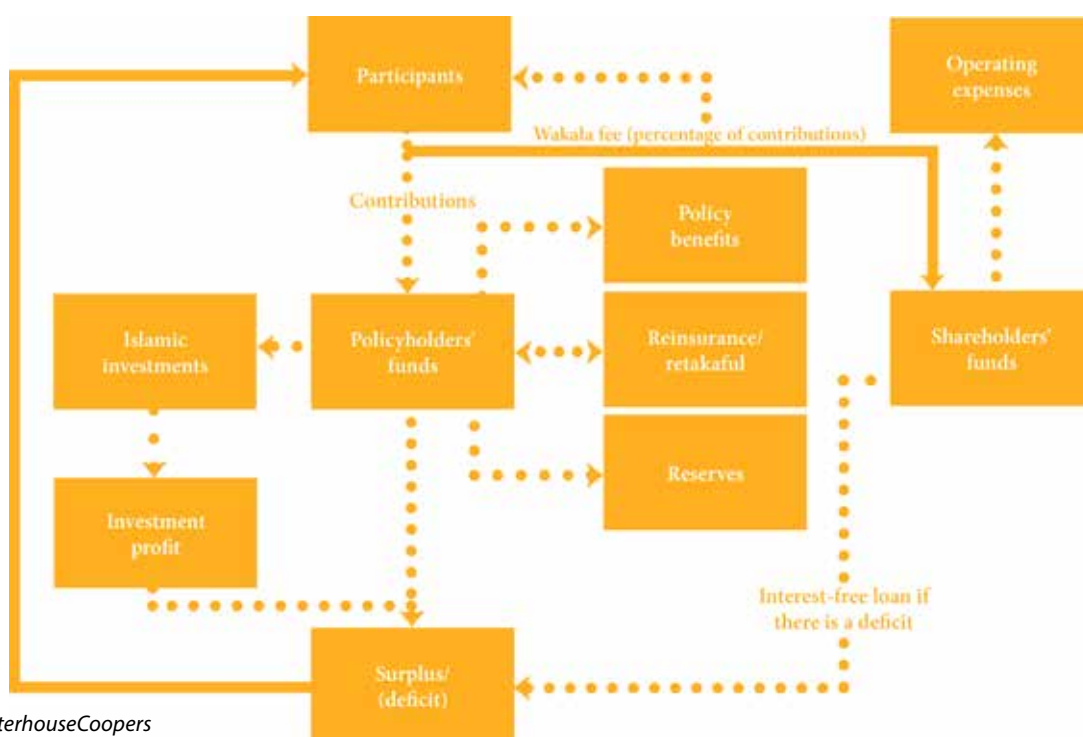 Participants
Operating
expenses
Wakala fee (percentage of contributions)
Contributions
Policy
benefits
Islamic
investments
Policyholders'
funds
Reinsurance/
retakaful
Shareholders'
funds
Reserves
Investment
profit
Interest-free loan if
there is a deficit
Surplus/
(deficit)
terhouseCoopers